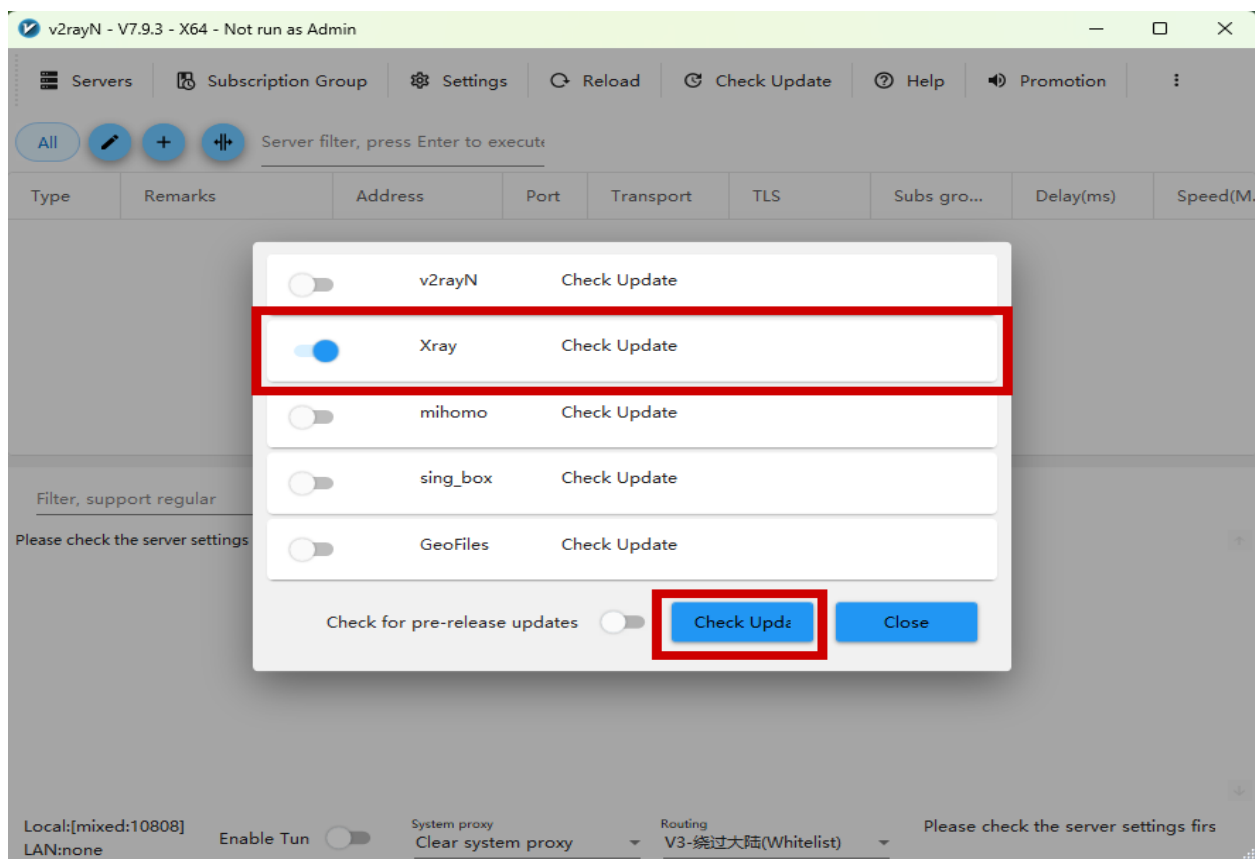 v2rayN - V7.9.3 - X64 - Not run as Admin
Servers Subscription Group Settings Reload Check Update Help Promotion
All Server filter, press Enter to execute
Type Remarks Address Port Transport TLS Subs gro... Delay(ms) Speed(M.
v2rayN Check Update
Xray Check Update
mihomo Check Update
sing_box Check Update
Filter, support regular
Please check the server settings
GeoFiles Check Update
Check for pre-release updates Check Upda Close
Local:[mixed:10808]
LAN:none
Enable Tun
System proxy
Clear system proxy
Routing
V3-绕过大陆(Whitelist)
Please check the server settings firs